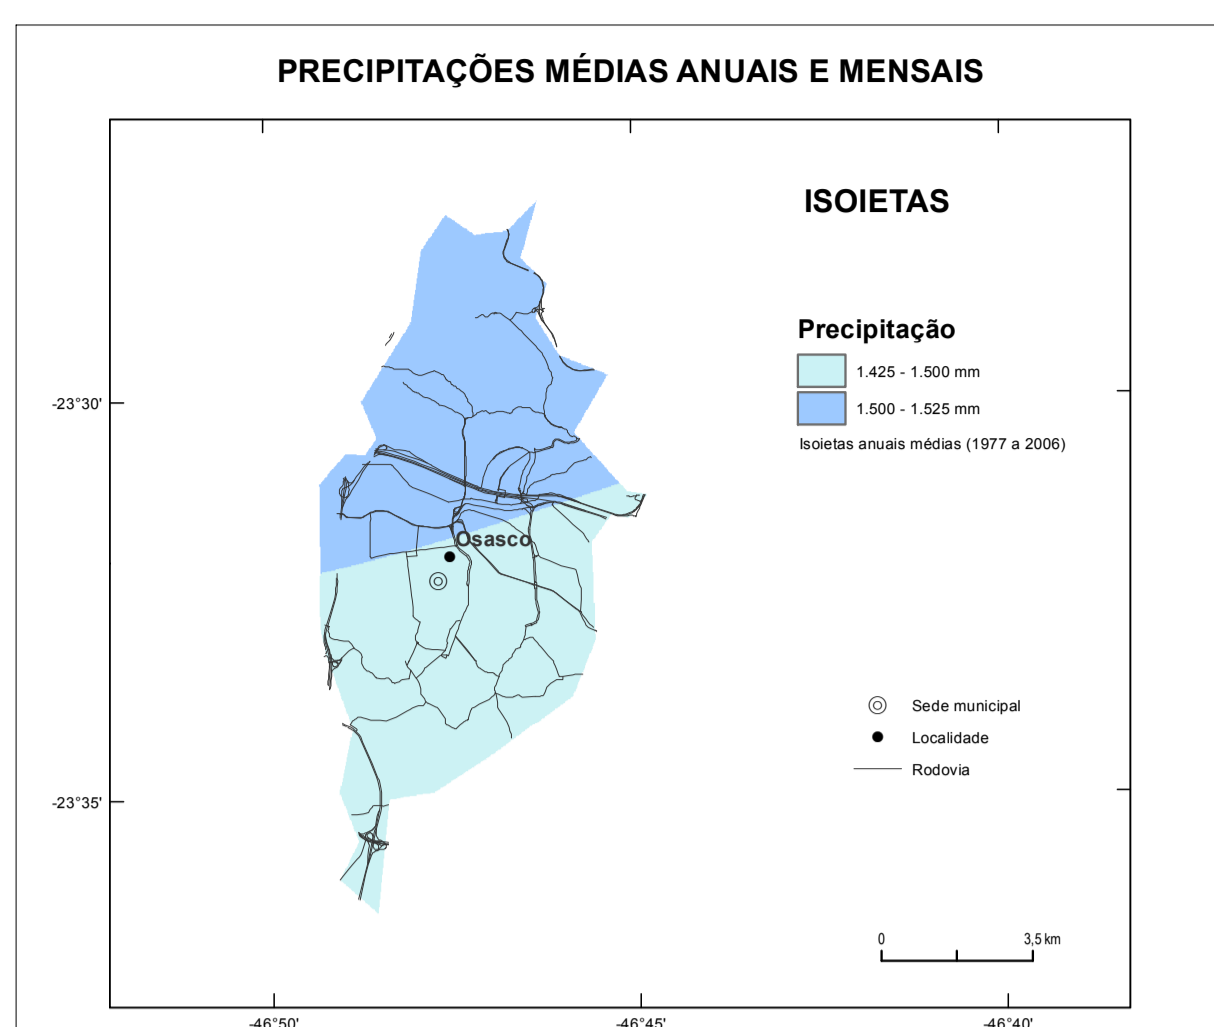 PRECIPITAÇÕES MÉDIAS ANUAIS E MENSAIS
ISOIETAS
Precipitação
1.425 - 1.500 mm
1.500 - 1.525 mm
Isoietas anuais médias (1977 a 2006)
-23°30'
Osasco
Sede municipal
Localidade
Rodovia
-23°35'
0 3,5 km
-46°50' -46°45' -46°40'